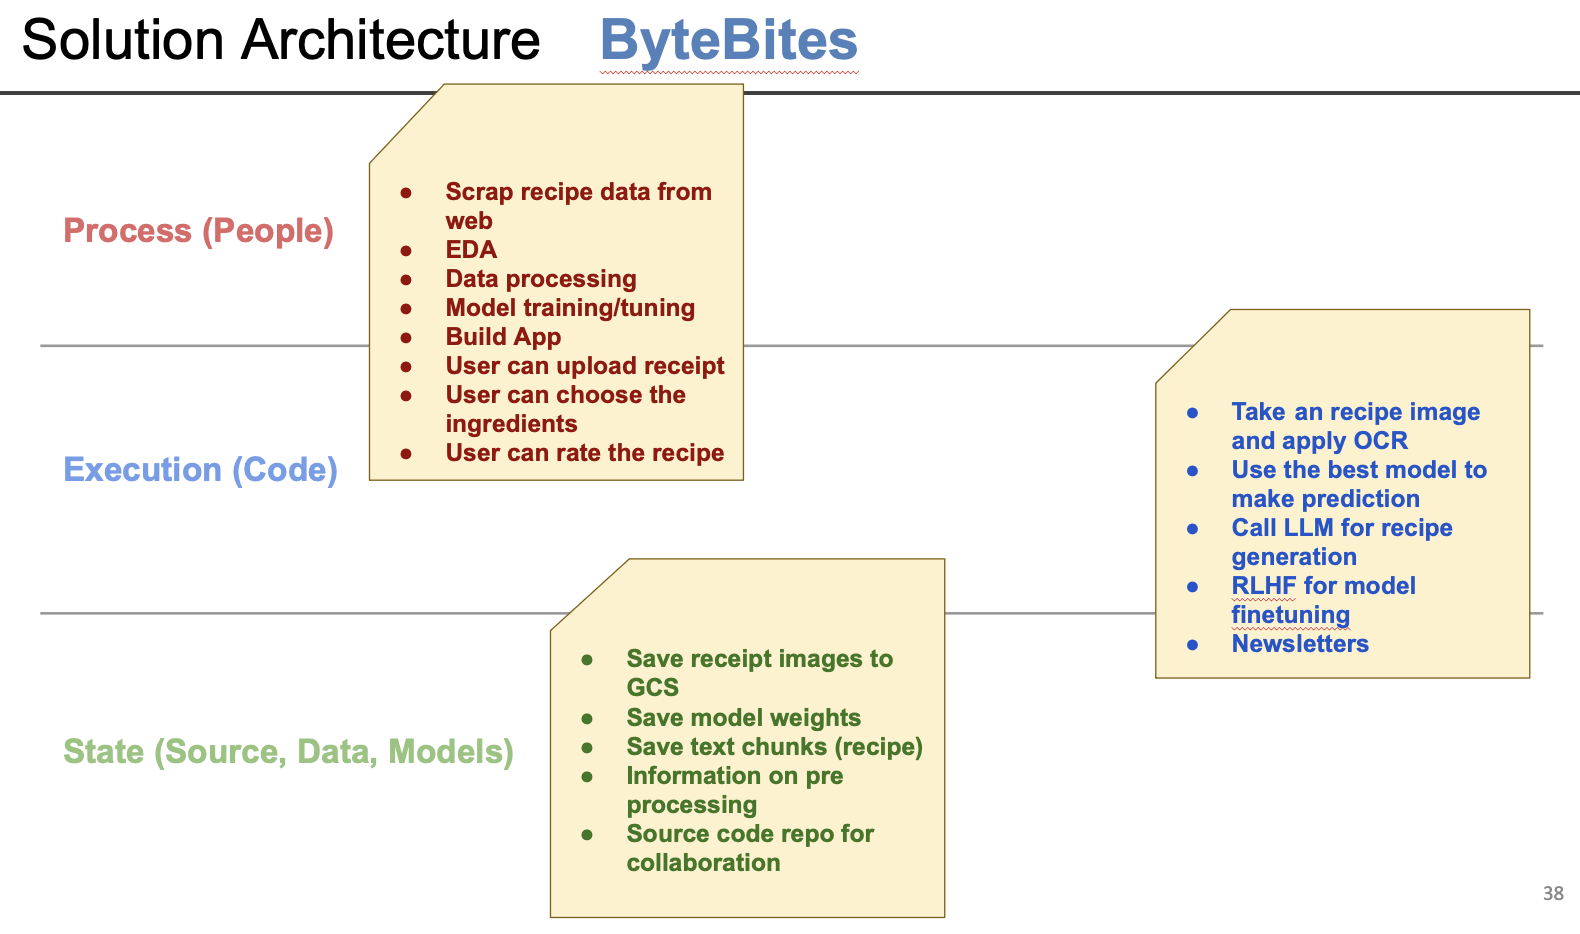 Solution Architecture ByteBites
Process (People)
● Scrap recipe data from
web
● EDA
● Data processing
● Model training/tuning
● Build App
● User can upload receipt
● User can choose the
ingredients
● User can rate the recipe
Execution (Code)
● Take an recipe image
and apply OCR
● Use the best model to
make prediction
● Call LLM for recipe
generation
● RLHF for model
finetuning
● Newsletters
State (Source, Data, Models)
● Save receipt images to
GCS
● Save model weights
● Save text chunks (recipe)
● Information on pre
processing
● Source code repo for
collaboration
38